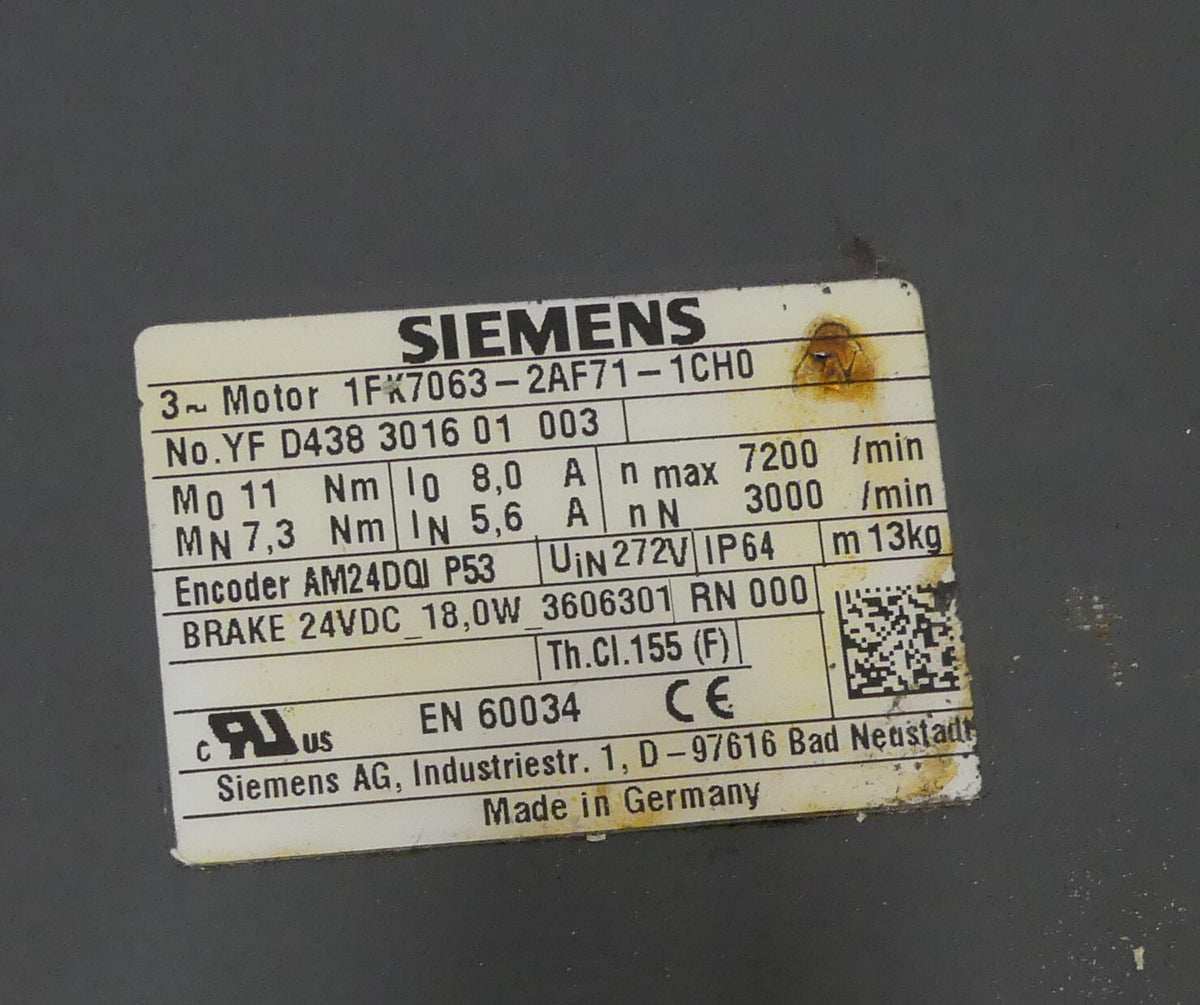 SIEMENS
3~ Motor 1FK7063-2AF71-1CH0
No.YF D438 3016 01 003
M0 11 Nm I0 8,0 A n max 7200 /min
MN 7,3 Nm IN 5,6 A nN 3000 /min
Encoder AM24DQI P53 UiN 272V IP64 m 13kg
BRAKE 24VDC_18,0W_3606301 RN 000
Th.Cl.155 (F)
c RU us EN 60034 CE
Siemens AG, Industriestr. 1, D-97616 Bad Neustadt
Made in Germany